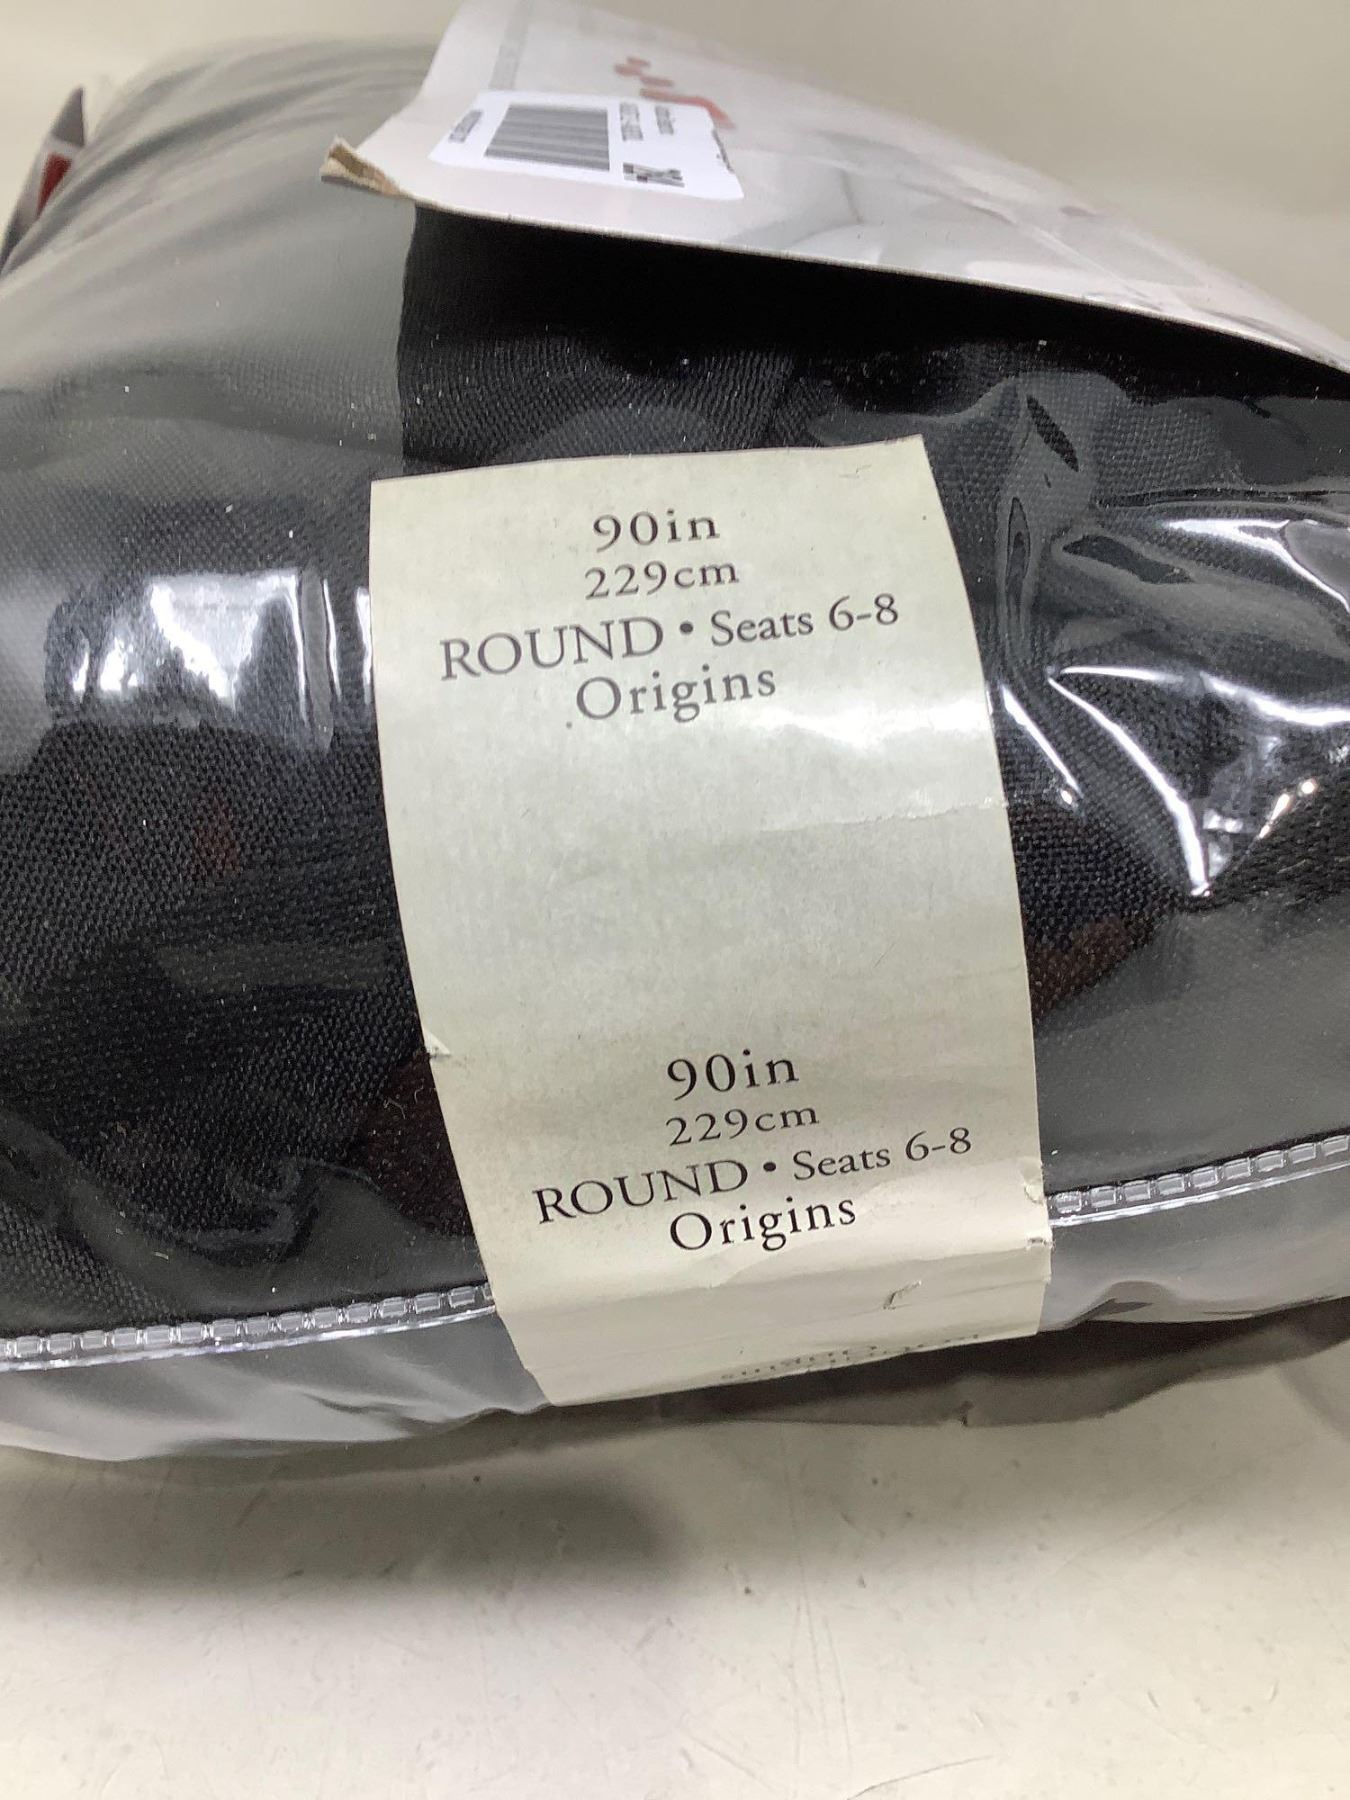 90in
229cm
ROUND • Seats 6-8
Origins
90in
229cm
ROUND • Seats 6-8
Origins